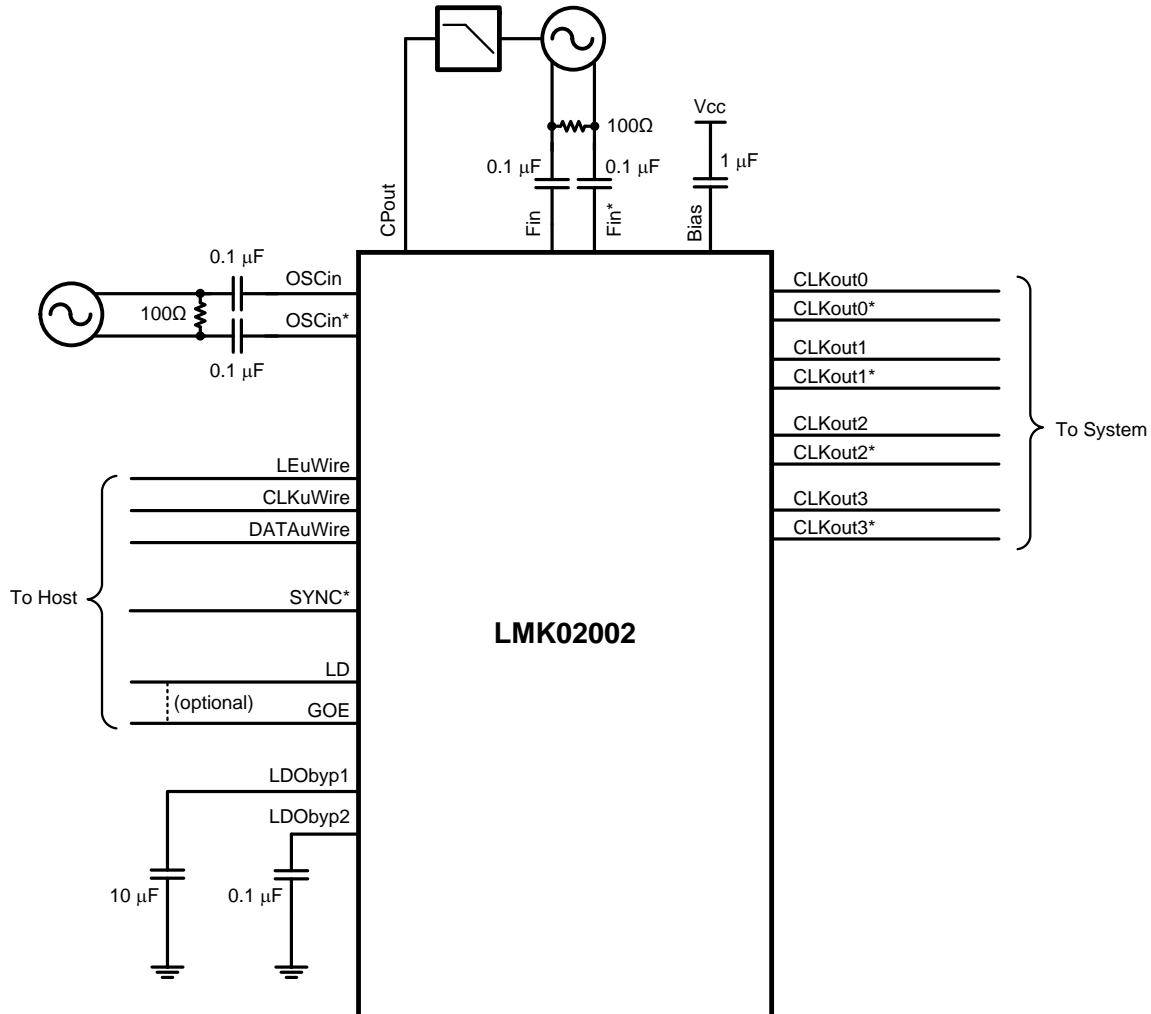 Vcc
100Ω
0.1 μF
0.1 μF
1 μF
CPout
Fin
Fin*
Bias
0.1 μF
OSCin
100Ω
OSCin*
0.1 μF
CLKout0
CLKout0*
CLKout1
CLKout1*
CLKout2
CLKout2*
CLKout3
CLKout3*
To System
LEuWire
CLKuWire
DATAuWire
To Host
SYNC*
LMK02002
LD
(optional)
GOE
LDObyp1
LDObyp2
10 μF
0.1 μF